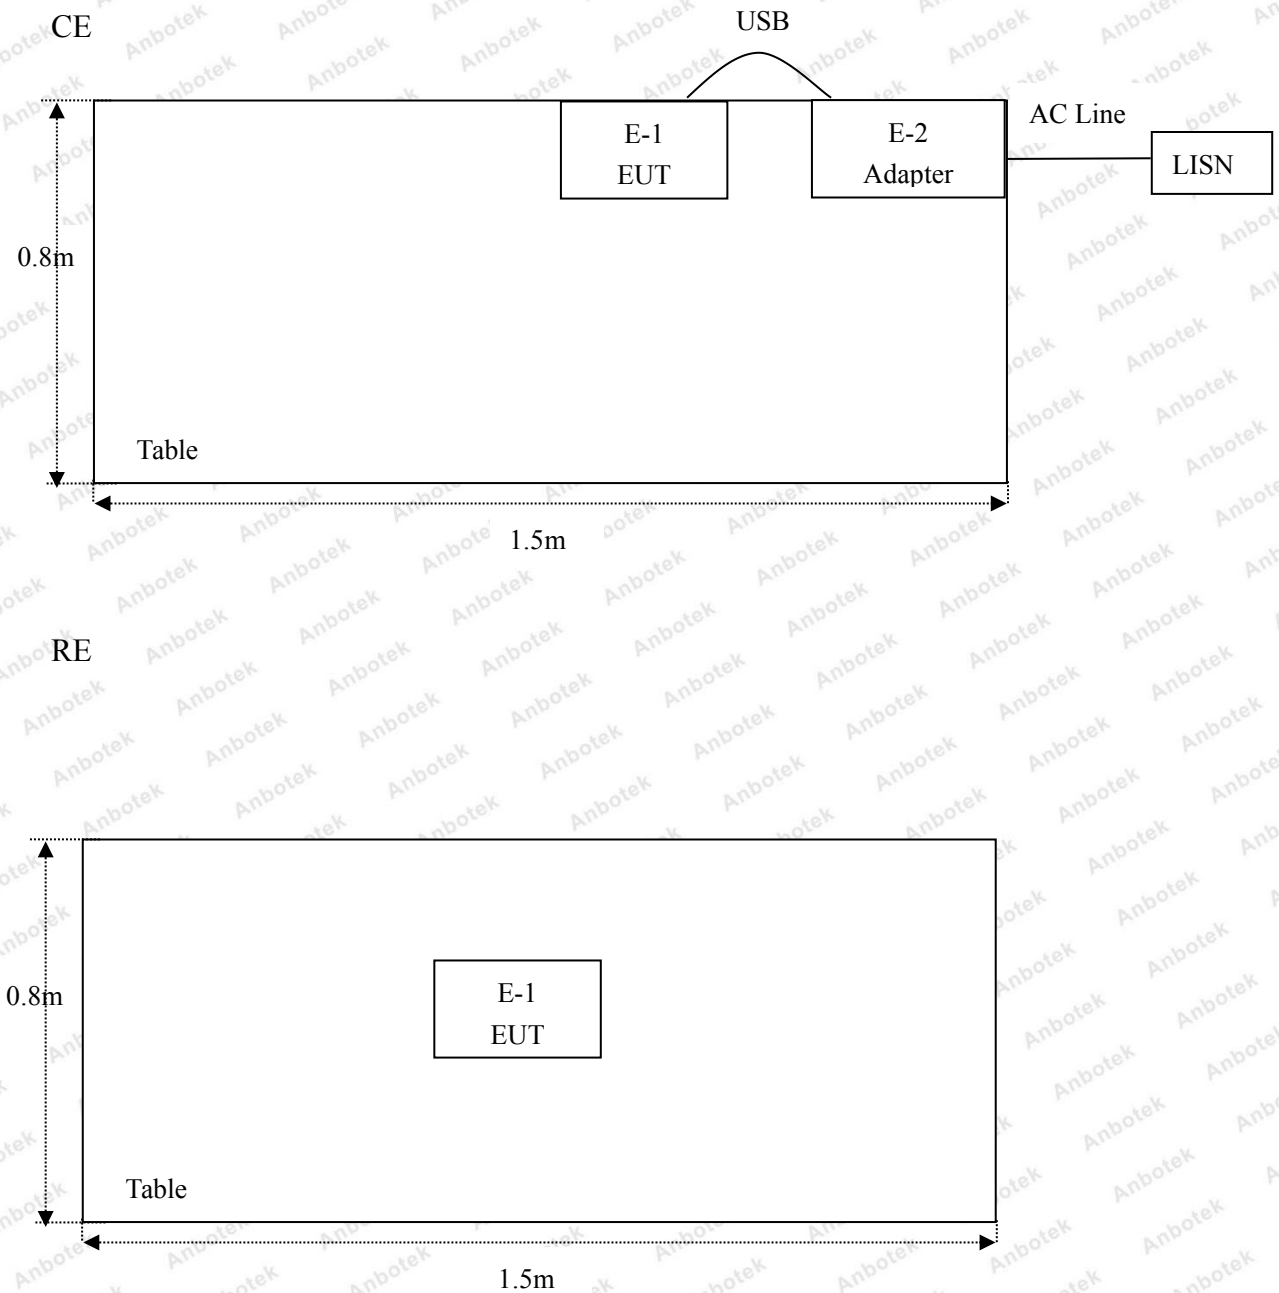 CE
USB
E-1
EUT
E-2
Adapter
AC Line
LISN
0.8m
Table
1.5m
RE
E-1
EUT
0.8m
Table
1.5m
Anbotek